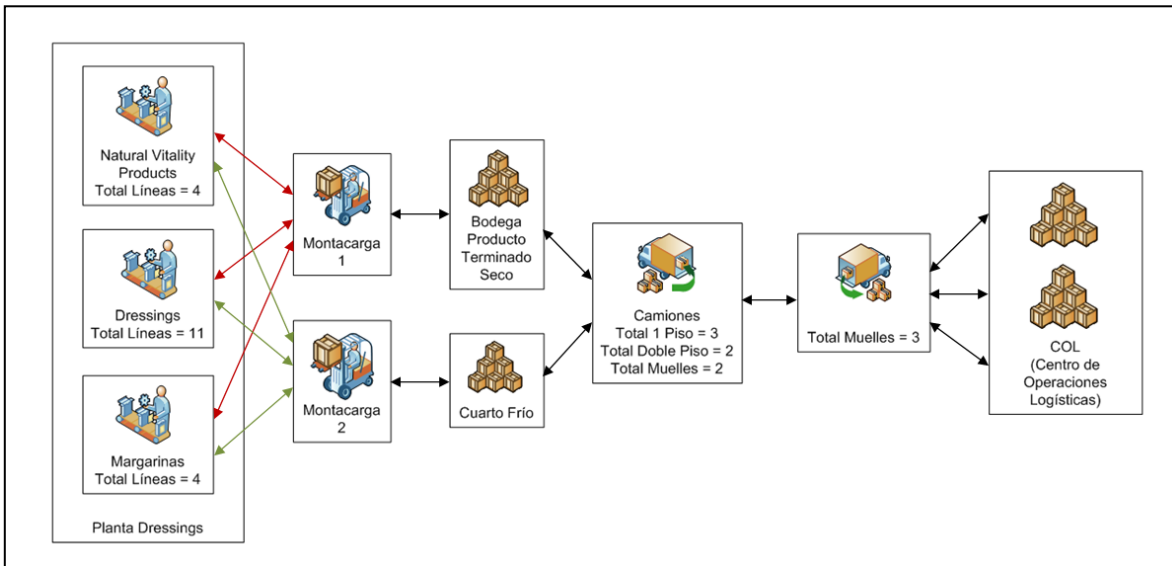 Natural Vitality
Products
Total Líneas = 4
Dressings
Total Líneas = 11
Margarinas
Total Líneas = 4
Planta Dressings
Montacarga
1
Montacarga
2
Bodega
Producto
Terminado
Seco
Cuarto Frío
Camiones
Total 1 Piso = 3
Total Doble Piso = 2
Total Muelles = 2
Total Muelles = 3
COL
(Centro de
Operaciones
Logísticas)